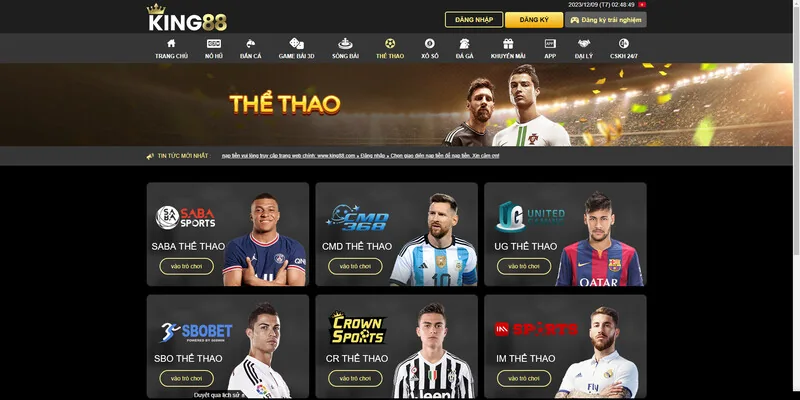 2023/12/09 (T7) 02:48:49
KING88
ĐĂNG NHẬP
ĐĂNG KÝ
Đăng ký trải nghiệm
TRANG CHỦ
NỔ HŨ
BẮN CÁ
GAME BÀI 3D
SÒNG BÀI
THỂ THAO
XỔ SỐ
ĐÁ GÀ
KHUYẾN MÃI
APP
ĐẠI LÝ
CSKH 24/7
THỂ THAO
TIN TỨC MỚI NHẤT
nạp tiền vui lòng truy cập trang web chính: www.king88.com » Đăng nhập » Chọn giao diện nạp tiền để nạp tiền. Xin cảm ơn!
SABA SPORTS
SABA THỂ THAO
vào trò chơi
CMD 368
CMD THỂ THAO
vào trò chơi
UG UNITED
UG THỂ THAO
vào trò chơi
SBOBET
SBO THỂ THAO
vào trò chơi
CROWN SPORTS
CR THỂ THAO
vào trò chơi
IM SPORTS
IM THỂ THAO
vào trò chơi
Duyệt qua lịch sử